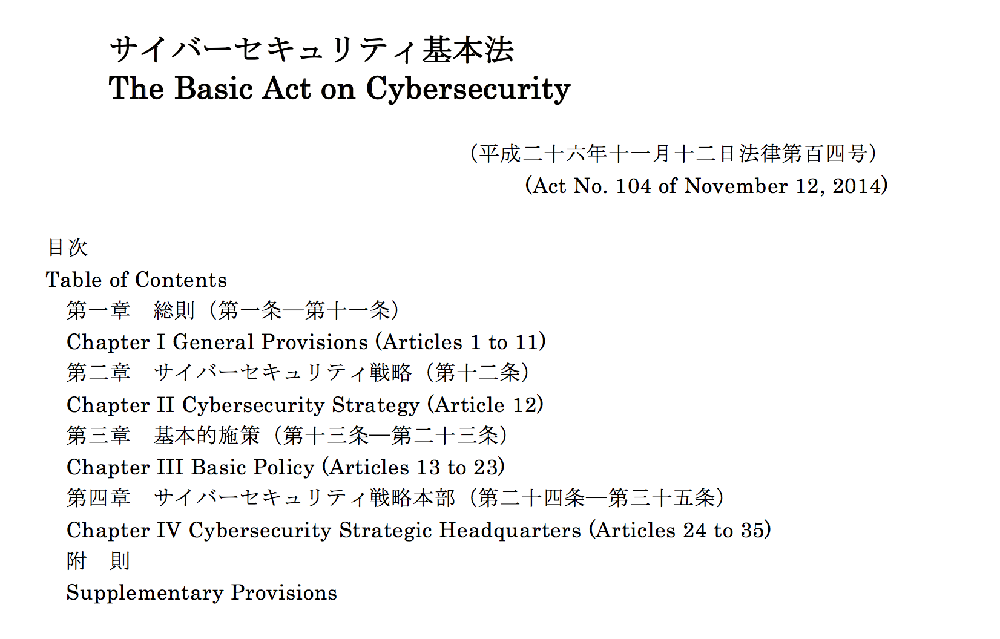 サイバーセキュリティ基本法
The Basic Act on Cybersecurity
（平成二十六年十一月十二日法律第百四号）
(Act No. 104 of November 12, 2014)
目次
Table of Contents
第一章　総則（第一条―第十一条）
Chapter I General Provisions (Articles 1 to 11)
第二章　サイバーセキュリティ戦略（第十二条）
Chapter II Cybersecurity Strategy (Article 12)
第三章　基本的施策（第十三条―第二十三条）
Chapter III Basic Policy (Articles 13 to 23)
第四章　サイバーセキュリティ戦略本部（第二十四条―第三十五条）
Chapter IV Cybersecurity Strategic Headquarters (Articles 24 to 35)
附　則
Supplementary Provisions